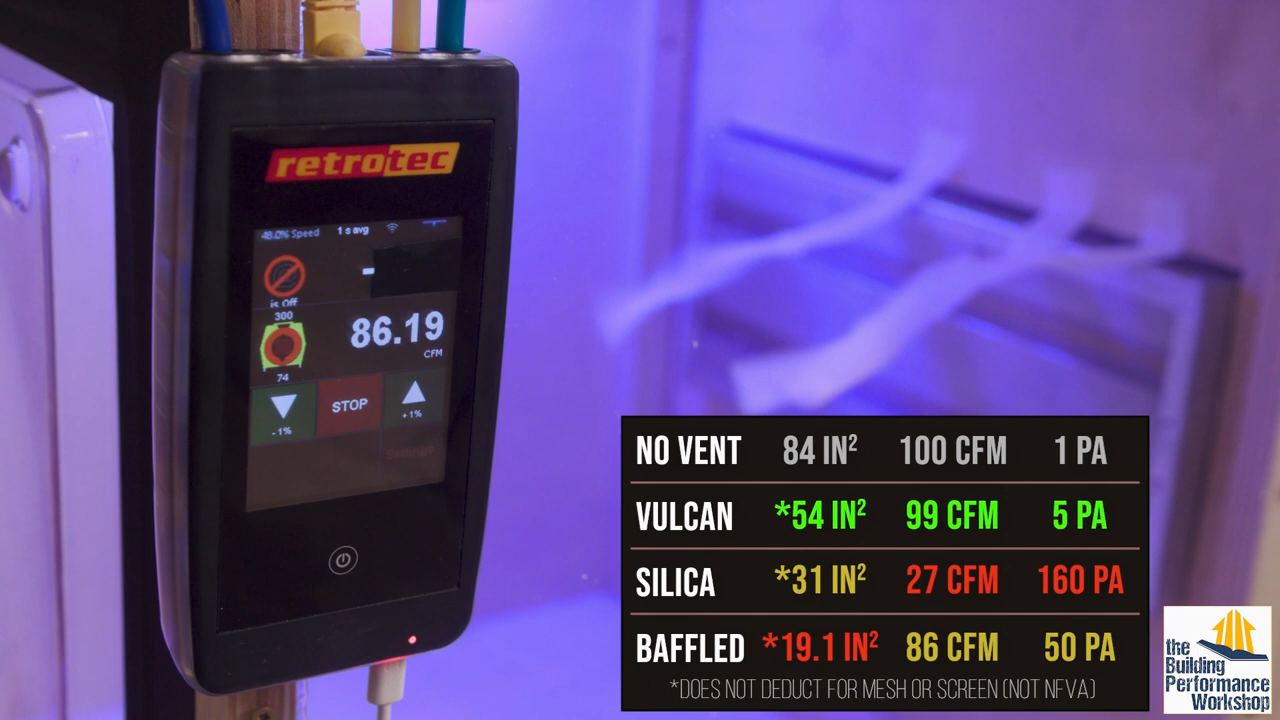 retrotec
48.0% Speed 1 s avg
-
is Off
300
86.19
CFM
74
STOP
- 1% +1%
Settings
NO VENT 84 IN² 100 CFM 1 PA
VULCAN *54 IN² 99 CFM 5 PA
SILICA *31 IN² 27 CFM 160 PA
BAFFLED *19.1 IN² 86 CFM 50 PA
*DOES NOT DEDUCT FOR MESH OR SCREEN (NOT NFVA)
the
Building
Performance
Workshop